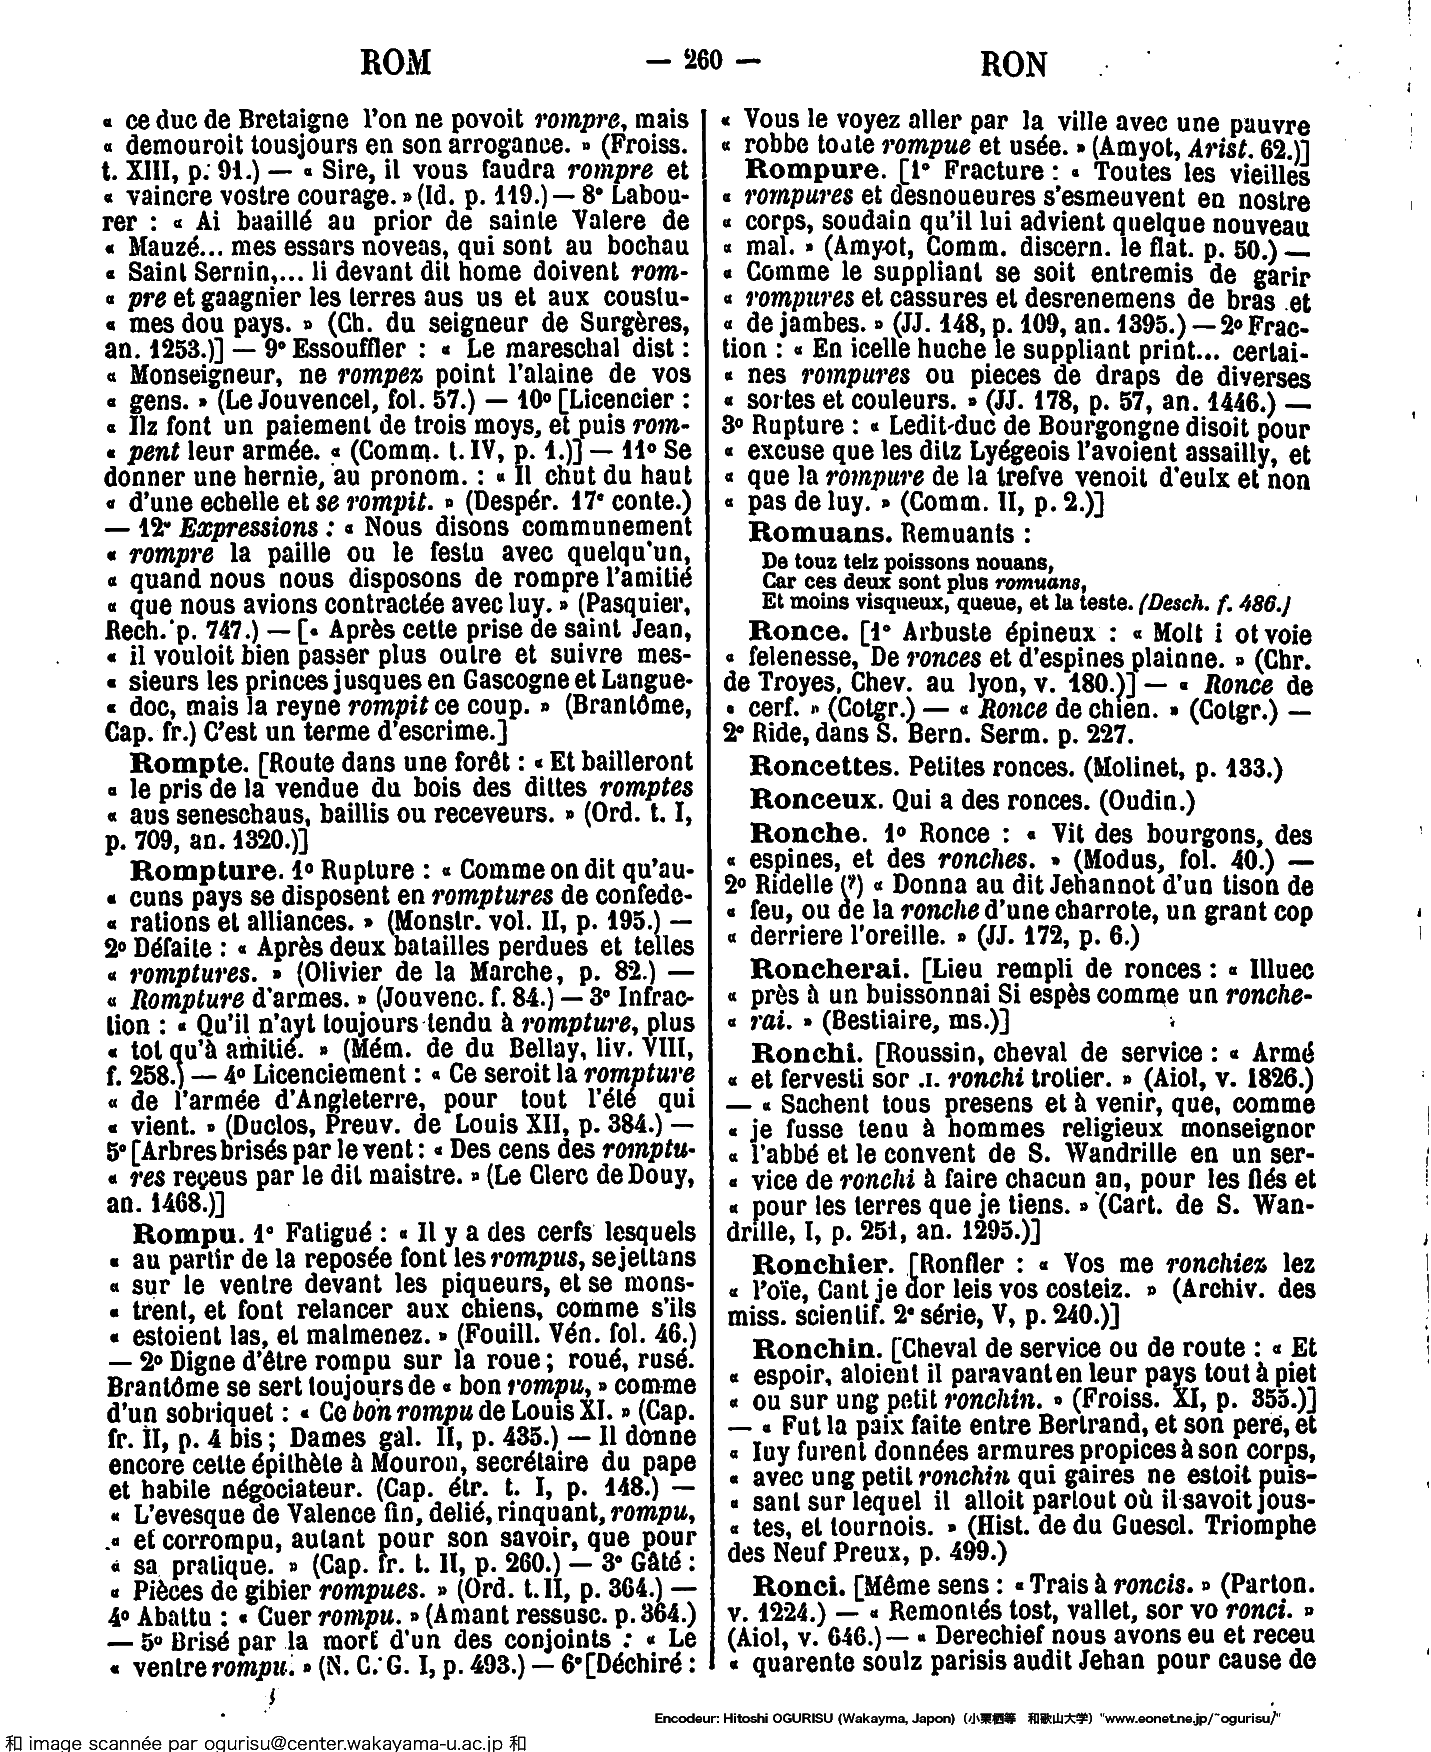 ROM
— 260 —
RON
« ce duc de Bretaigne l'on ne povoit rompre, mais
« demouroit tousjours en son arrogance. » (Froiss.
t. XIII, p. 91.) — « Sire, il vous faudra rompre et
« vaincre vostre courage. » (Id. p. 119.) — 8° Labou-
rer : « Ai baaillé au prior de sainte Valere de
« Mauzé... mes essars noveas, qui sont au bochau
« Saint Sernin,... li devant dit home doivent rom-
« pre et gaagnier les terres aus us et aux coustu-
« mes dou pays. » (Ch. du seigneur de Surgères,
an. 1253.)] — 9° Essouffler : « Le mareschal dist :
« Monseigneur, ne rompez point l'alaine de vos
« gens. » (Le Jouvencel, fol. 57.) — 10° [Licencier :
« Ilz font un paiement de trois moys, et puis rom-
« pent leur armée. « (Comm. t. IV, p. 1.)] — 11° Se
donner une hernie, au pronom. : « Il chut du haut
« d'une echelle et se rompit. » (Despér. 17e conte.)
— 12° Expressions : « Nous disons communement
« rompre la paille ou le festu avec quelqu'un,
« quand nous nous disposons de rompre l'amitié
« que nous avions contractée avec luy. » (Pasquier,
Rech. p. 747.) — [« Après cette prise de saint Jean,
« il vouloit bien passer plus outre et suivre mes-
« sieurs les princes jusques en Gascogne et Langue-
« doc, mais la reyne rompit ce coup. » (Brantôme,
Cap. fr.) C'est un terme d'escrime.]
Rompte. [Route dans une forêt : « Et bailleront
« le pris de la vendue du bois des dittes romptes
« aus seneschaus, baillis ou receveurs. » (Ord. t. I,
p. 709, an. 1320.)]
Rompture. 1° Rupture : « Comme on dit qu'au-
« cuns pays se disposent en romptures de confede-
« rations et alliances. » (Monstr. vol. II, p. 195.) —
2° Défaite : « Après deux batailles perdues et telles
« romptures. » (Olivier de la Marche, p. 82.) —
« Rompture d'armes. » (Jouvenc. f. 84.) — 3° Infrac-
tion : « Qu'il n'ayt toujours tendu à rompture, plus
« tot qu'à amitié. » (Mém. de du Bellay, liv. VIII,
f. 258.) — 4° Licenciement : « Ce seroit la rompture
« de l'armée d'Angleterre, pour tout l'été qui
« vient. » (Duclos, Preuv. de Louis XII, p. 384.) —
5° [Arbres brisés par le vent : « Des cens des romptu-
« res reçeus par le dit maistre. » (Le Clerc de Douy,
an. 1468.)]
Rompu. 1° Fatigué : « Il y a des cerfs lesquels
« au partir de la reposée font les rompus, se jettans
« sur le ventre devant les piqueurs, et se mons-
« trent, et font relancer aux chiens, comme s'ils
« estoient las, et malmenez. » (Fouill. Vén. fol. 46.)
— 2° Digne d'être rompu sur la roue ; roué, rusé.
Brantôme se sert toujours de « bon rompu, » comme
d'un sobriquet : « Ce bon rompu de Louis XI. » (Cap.
fr. II, p. 4 bis ; Dames gal. II, p. 435.) — Il donne
encore cette épithète à Mouron, secrétaire du pape
et habile négociateur. (Cap. étr. t. I, p. 148.) —
« L'evesque de Valence fin, delié, rinquant, rompu,
« et corrompu, autant pour son savoir, que pour
« sa pratique. » (Cap. fr. t. II, p. 260.) — 3° Gâté :
« Pièces de gibier rompues. » (Ord. t. II, p. 364.) —
4° Abattu : « Cuer rompu. » (Amant ressusc. p. 364.)
— 5° Brisé par la mort d'un des conjoints : « Le
« ventre rompu. » (N. C. G. I, p. 493.) — 6° [Déchiré :
« Vous le voyez aller par la ville avec une pauvre
« robbe toute rompue et usée. » (Amyot, Arist. 62.)]
Rompure. [1° Fracture : « Toutes les vieilles
« rompures et desnoueures s'esmeuvent en nostre
« corps, soudain qu'il lui advient quelque nouveau
« mal. » (Amyot, Comm. discern. le flat. p. 50.) —
« Comme le suppliant se soit entremis de garir
« rompures et cassures et desrenemens de bras et
« de jambes. » (JJ. 148, p. 109, an. 1395.) — 2° Frac-
tion : « En icelle huche le suppliant print... certai-
« nes rompures ou pieces de draps de diverses
« sortes et couleurs. » (JJ. 178, p. 57, an. 1446.) —
3° Rupture : « Ledit duc de Bourgongne disoit pour
« excuse que les ditz Lyégeois l'avoient assailly, et
« que la rompure de la trefve venoit d'eulx et non
« pas de luy. » (Comm. II, p. 2.)]
Romuans. Remuants :
De touz telz poissons nouans,
Car ces deux sont plus romuans,
Et moins visqueux, queue, et la teste. (Desch. f. 486.)
Ronce. [1° Arbuste épineux : « Molt i ot voie
« felenesse, De ronces et d'espines plainne. » (Chr.
de Troyes, Chev. au lyon, v. 180.)] — « Ronce de
« cerf. » (Cotgr.) — « Ronce de chien. » (Cotgr.) —
2° Ride, dans S. Bern. Serm. p. 227.
Roncettes. Petites ronces. (Molinet, p. 133.)
Ronceux. Qui a des ronces. (Oudin.)
Ronche. 1° Ronce : « Vit des bourgons, des
« espines, et des ronches. » (Modus, fol. 40.) —
2° Ridelle (?) « Donna au dit Jehannot d'un tison de
« feu, ou de la ronche d'une charrote, un grant cop
« derriere l'oreille. » (JJ. 172, p. 6.)
Roncherai. [Lieu rempli de ronces : « Illuec
« près à un buissonnai Si espès comme un ronche-
« rai. » (Bestiaire, ms.)]
Ronchi. [Roussin, cheval de service : « Armé
« et fervesti sor .I. ronchi trotier. » (Aiol, v. 1826.)
— « Sachent tous presens et à venir, que, comme
« je fusse tenu à hommes religieux monseignor
« l'abbé et le convent de S. Wandrille en un ser-
« vice de ronchi à faire chacun an, pour les fiés et
« pour les terres que je tiens. » (Cart. de S. Wan-
drille, I, p. 251, an. 1295.)]
Ronchier. [Ronfler : « Vos me ronchiez lez
« l'oïe, Cant je dor leis vos costeiz. » (Archiv. des
miss. scientif. 2e série, V, p. 240.)]
Ronchin. [Cheval de service ou de route : « Et
« espoir, aloient il paravant en leur pays tout à piet
« ou sur ung petit ronchin. » (Froiss. XI, p. 355.)]
— « Fut la paix faite entre Bertrand, et son pere, et
« luy furent données armures propices à son corps,
« avec ung petit ronchin qui gaires ne estoit puis-
« sant sur lequel il alloit partout où il savoit jous-
« tes, et tournois. » (Hist. de du Guescl. Triomphe
des Neuf Preux, p. 499.)
Ronci. [Même sens : « Trais à roncis. » (Parton.
v. 1224.) — « Remontés tost, vallet, sor vo ronci. »
(Aiol, v. 646.) — « Derechief nous avons eu et receu
« quarente soulz parisis audit Jehan pour cause de
Encodeur: Hitoshi OGURISU (Wakayma, Japon) (小栗栖等 和歌山大学) "www.eonet.ne.jp/~ogurisu/"
和 image scannée par ogurisu@center.wakayama-u.ac.jp 和